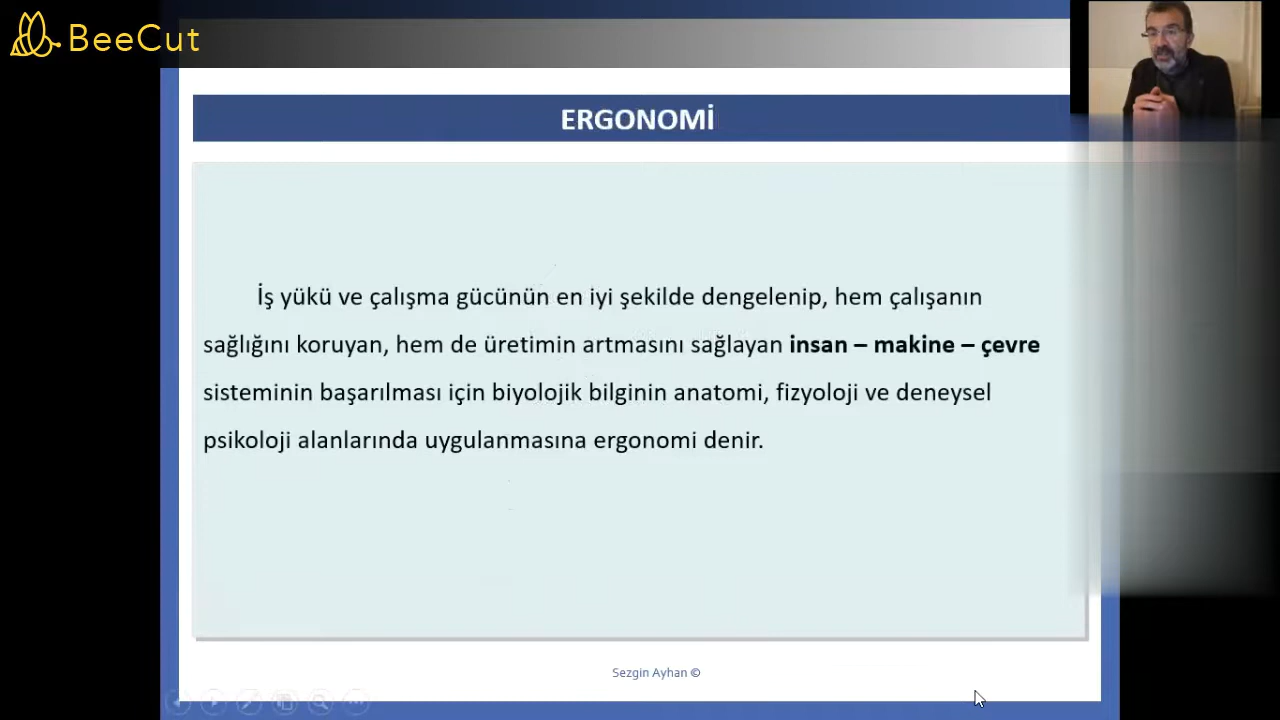 BeeCut
ERGONOMİ
İş yükü ve çalışma gücünün en iyi şekilde dengelenip, hem çalışanın
sağlığını koruyan, hem de üretimin artmasını sağlayan insan – makine – çevre
sisteminin başarılması için biyolojik bilginin anatomi, fizyoloji ve deneysel
psikoloji alanlarında uygulanmasına ergonomi denir.
Sezgin Ayhan ©